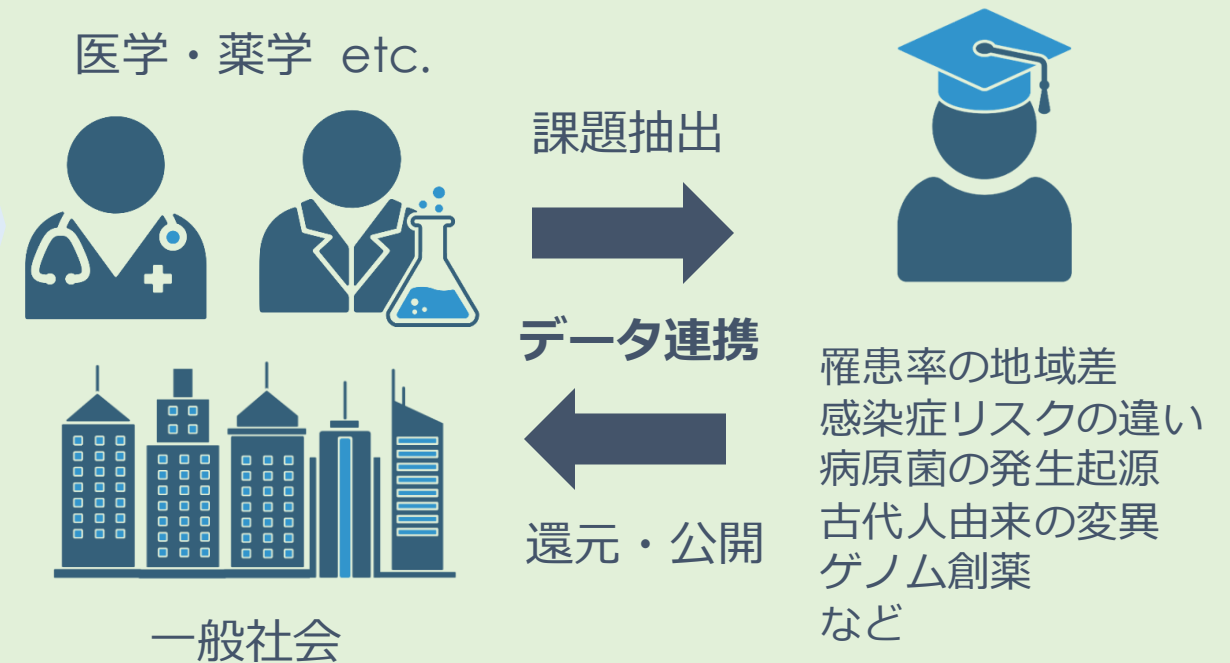 医学・薬学 etc.
課題抽出
データ連携
還元・公開
一般社会
罹患率の地域差
感染症リスクの違い
病原菌の発生起源
古代人由来の変異
ゲノム創薬
など